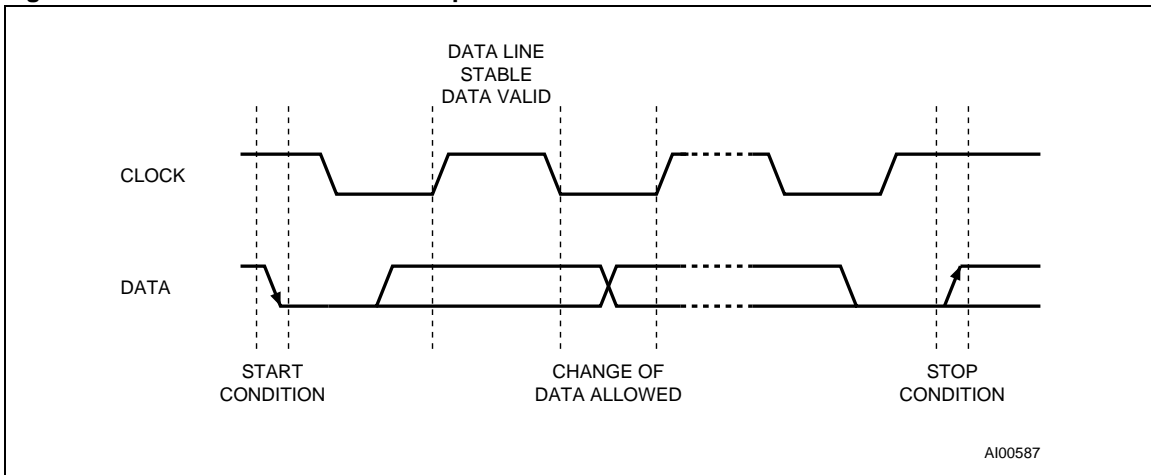 DATA LINE
STABLE
DATA VALID
CLOCK
DATA
START
CONDITION
CHANGE OF
DATA ALLOWED
STOP
CONDITION
AI00587